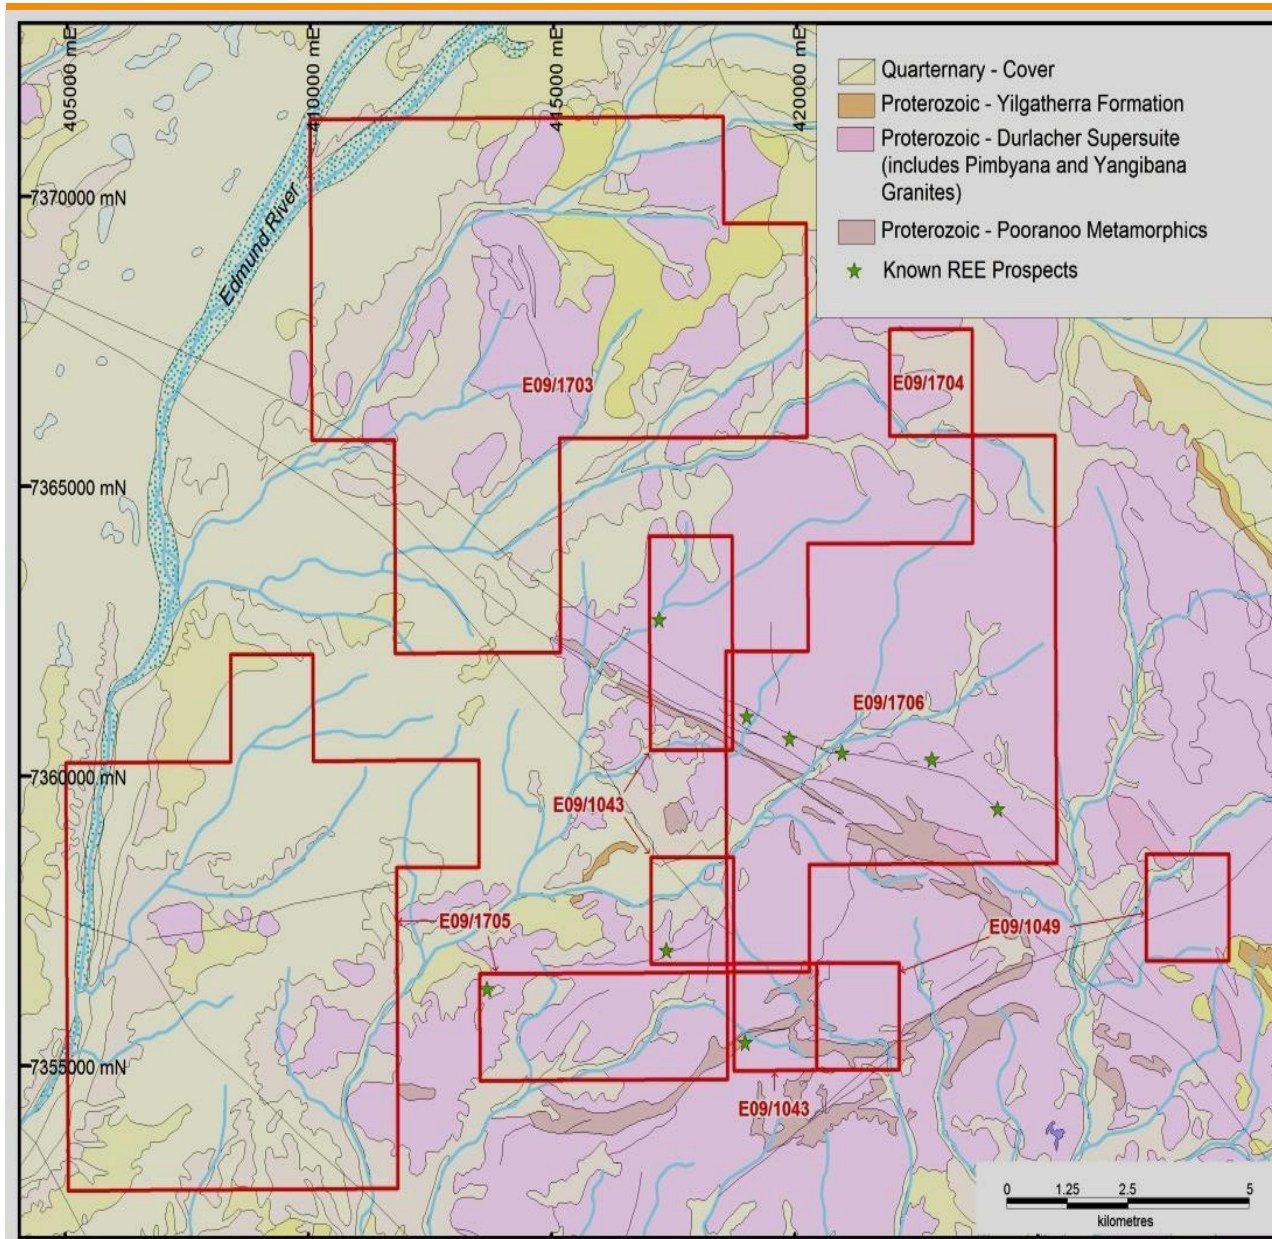 405000 mE
410000 mE
415000 mE
420000 mE
Quarternary - Cover
Proterozoic - Yilgatherra Formation
Proterozoic - Durlacher Supersuite
(includes Pimbyana and Yangibana
Granites)
Proterozoic - Pooranoo Metamorphics
Known REE Prospects
7370000 mN
Edmund River
E09/1703
E09/1704
7365000 mN
E09/1706
7360000 mN
E09/1043
E09/1705
E09/1049
7355000 mN
E09/1043
0 1.25 2.5 5
kilometres